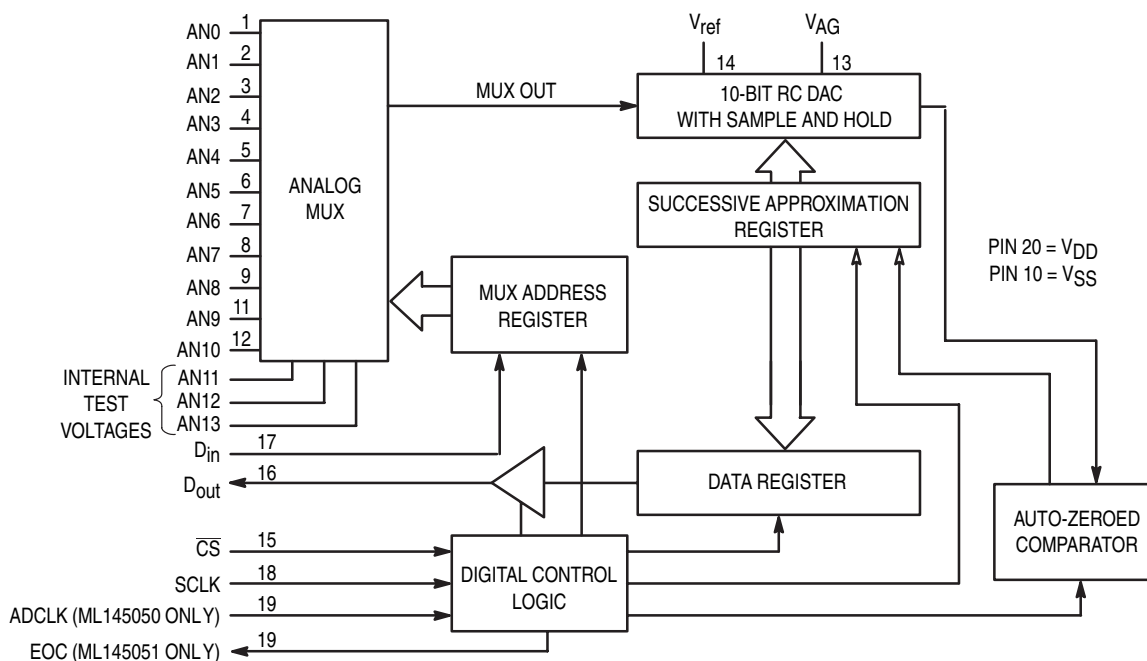 AN0 1
AN1 2
AN2 3
AN3 4
AN4 5
AN5 6
AN6 7
AN7 8
AN8 9
AN9 11
AN10 12
INTERNAL
TEST
VOLTAGES
AN11
AN12
AN13
Din 17
Dout 16
CS 15
SCLK 18
ADCLK (ML145050 ONLY) 19
EOC (ML145051 ONLY) 19
ANALOG
MUX
MUX OUT
Vref
14
VAG
13
10-BIT RC DAC
WITH SAMPLE AND HOLD
SUCCESSIVE APPROXIMATION
REGISTER
PIN 20 = VDD
PIN 10 = VSS
MUX ADDRESS
REGISTER
DATA REGISTER
DIGITAL CONTROL
LOGIC
AUTO-ZEROED
COMPARATOR